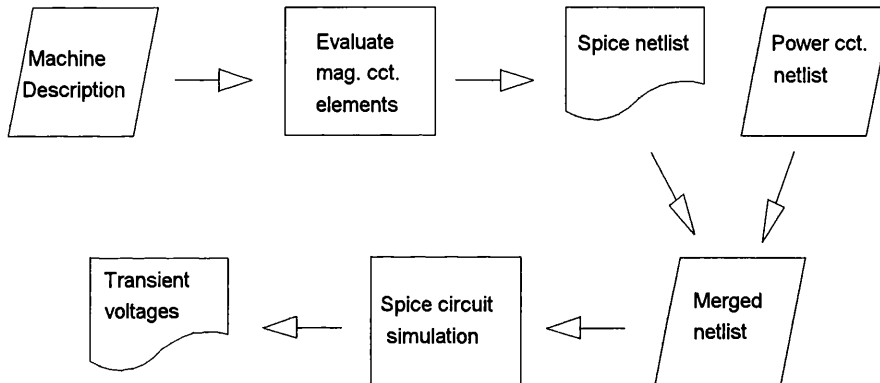 Machine
Description
Evaluate
mag. cct.
elements
Spice netlist
Power cct.
netlist
Transient
voltages
Spice circuit
simulation
Merged
netlist